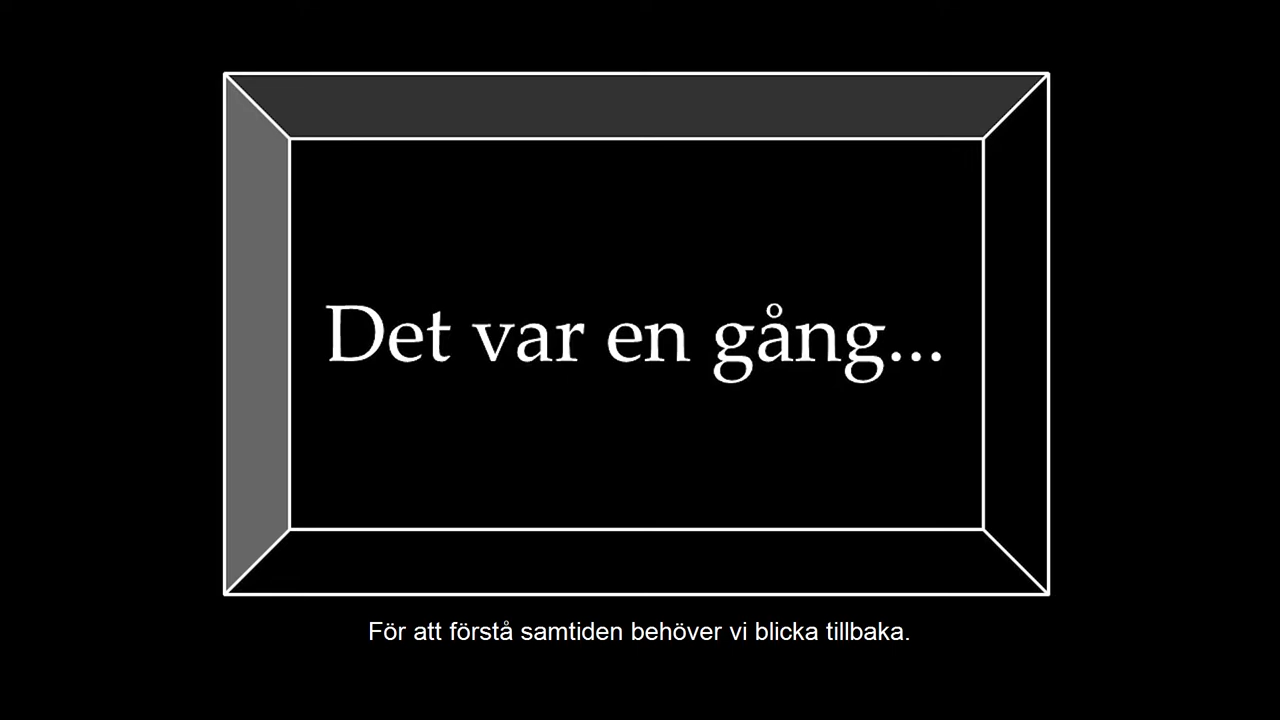 Det var en gång...
För att förstå samtiden behöver vi blicka tillbaka.